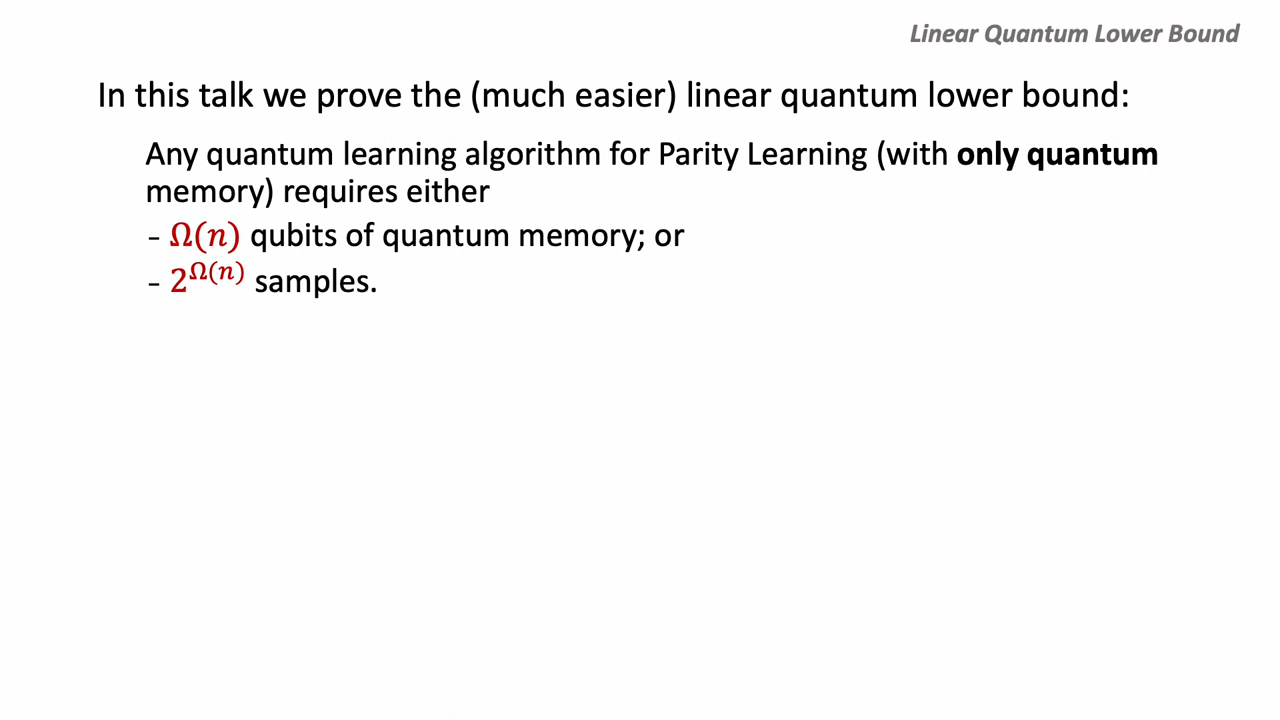 Linear Quantum Lower Bound
In this talk we prove the (much easier) linear quantum lower bound:
Any quantum learning algorithm for Parity Learning (with only quantum
memory) requires either
- Ω(n) qubits of quantum memory; or
- 2^Ω(n) samples.